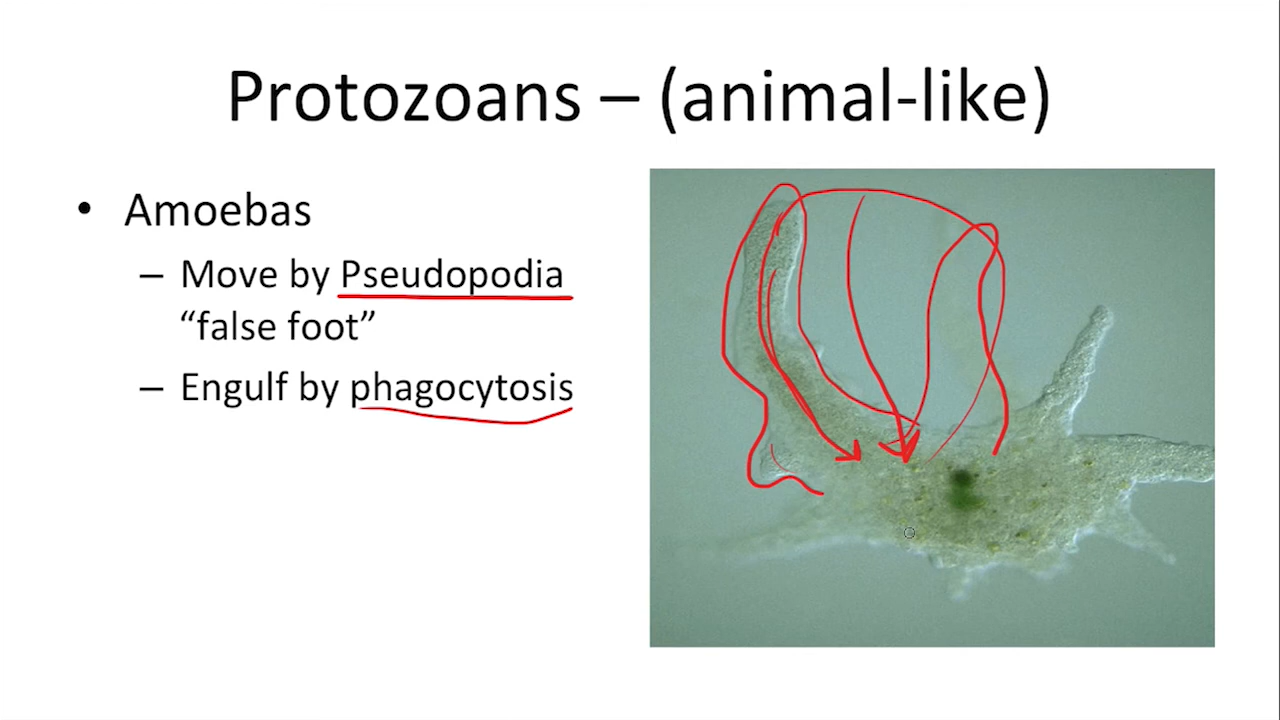 Protozoans – (animal-like)
• Amoebas
– Move by Pseudopodia
“false foot”
– Engulf by phagocytosis